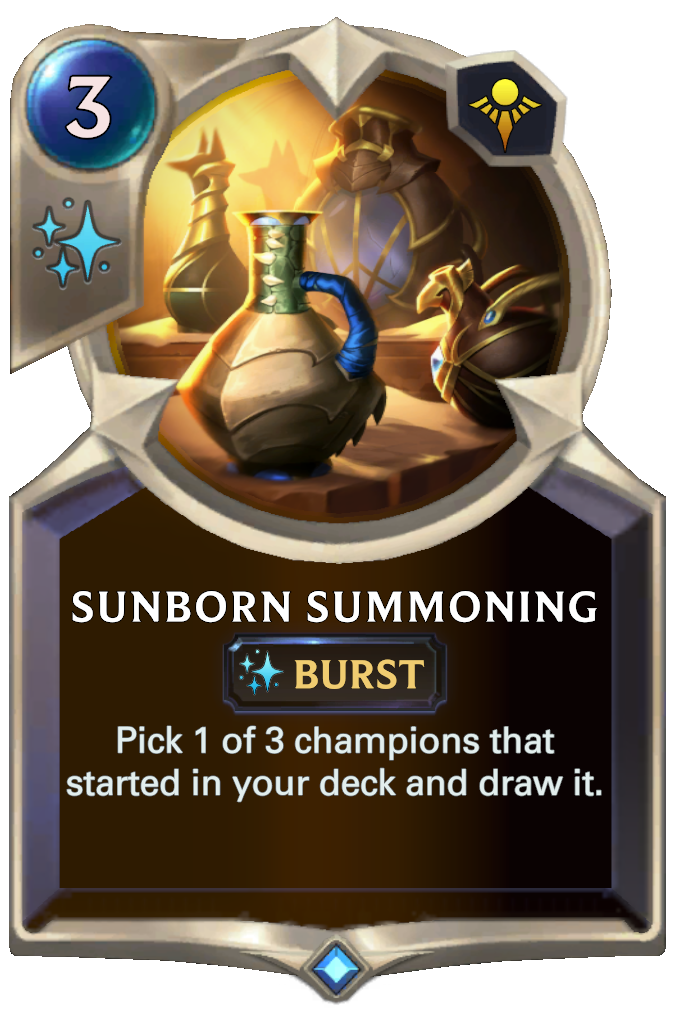 3
SUNBORN SUMMONING
BURST
Pick 1 of 3 champions that
started in your deck and draw it.